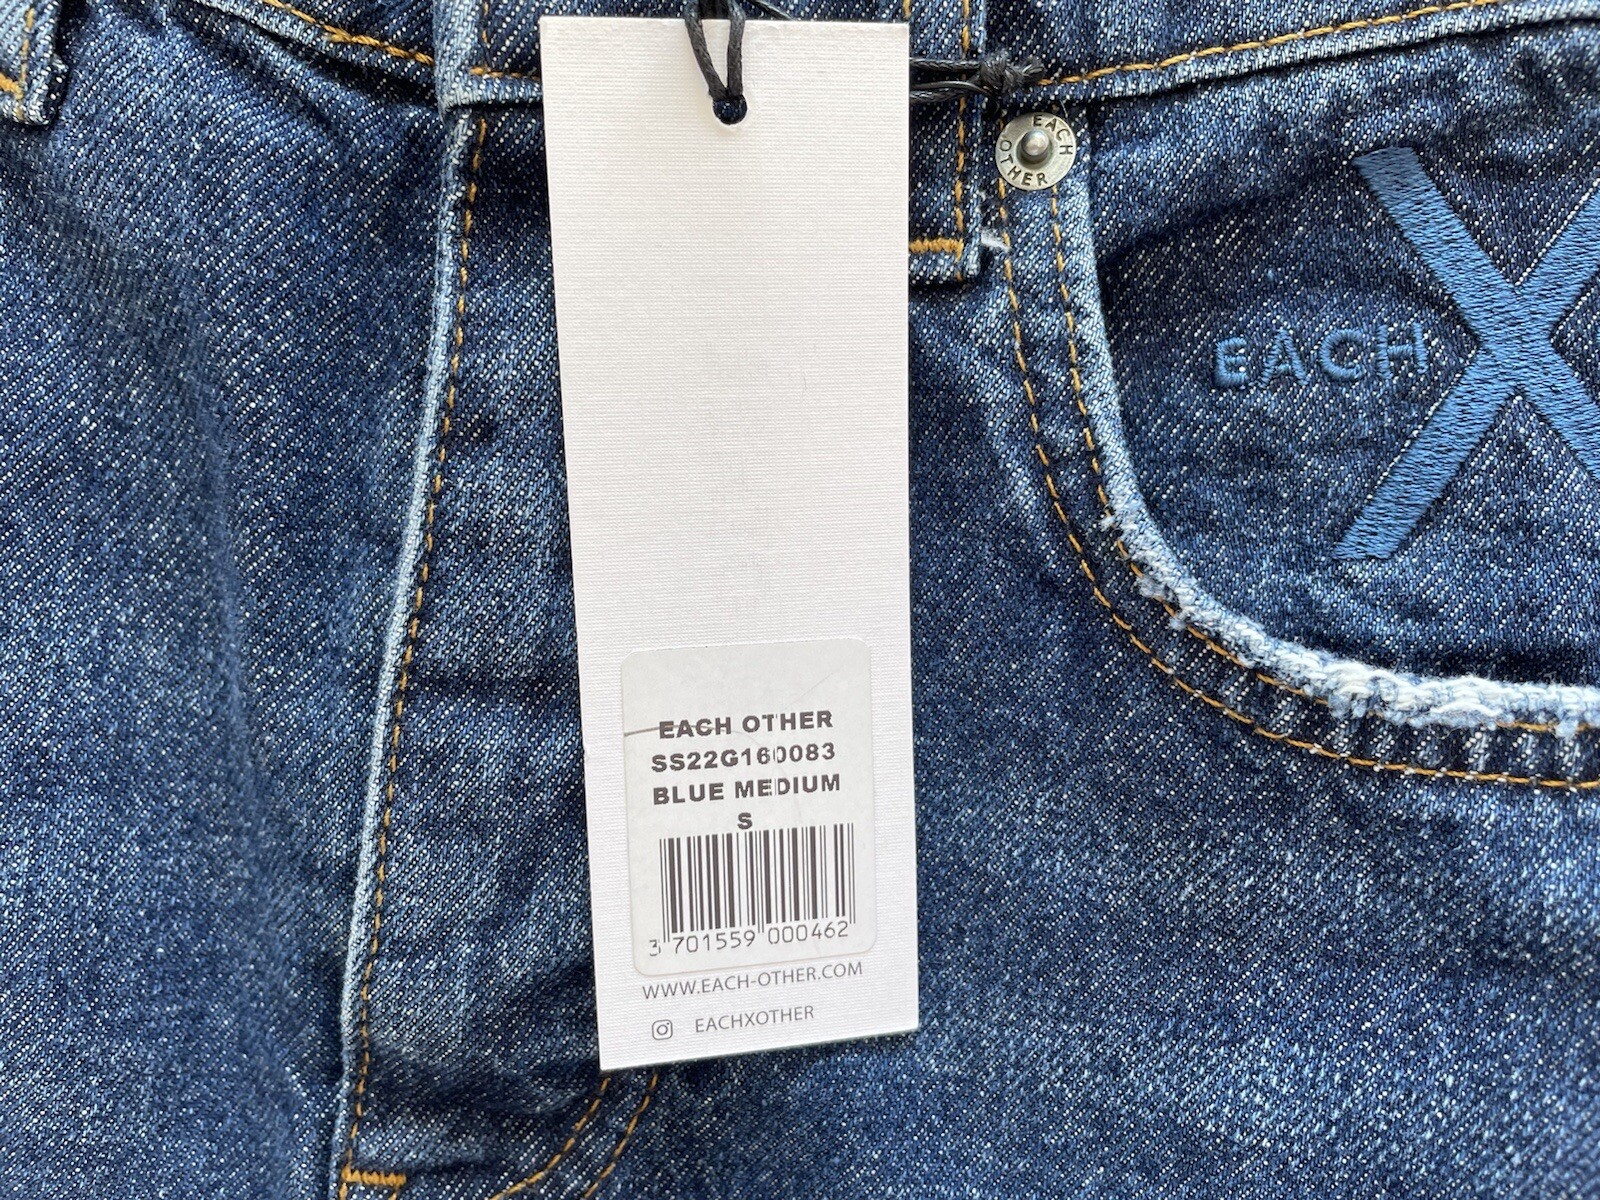 EACH OTHER
EACH
X
EACH OTHER
SS22G160083
BLUE MEDIUM
S
3 701559 000462
WWW.EACH-OTHER.COM
EACHXOTHER